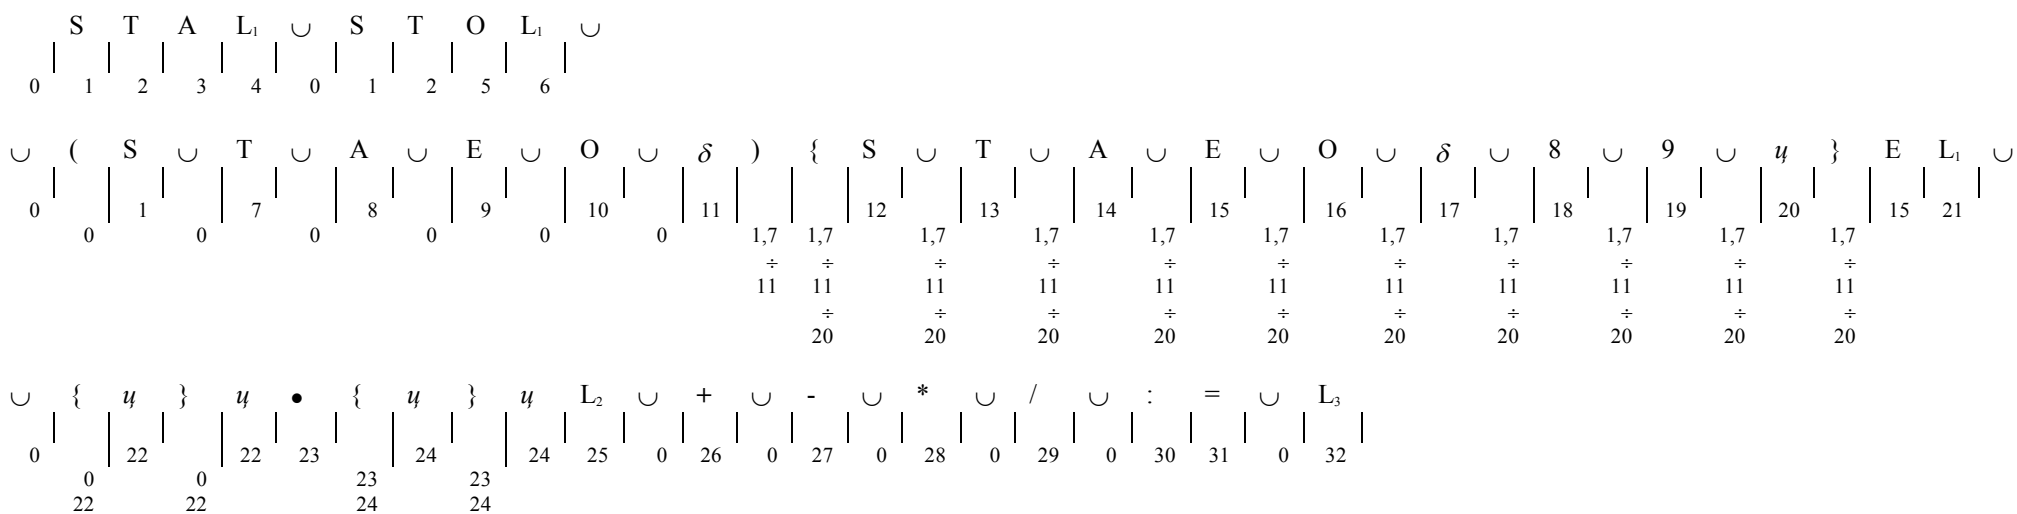 S T A L₁ ∪ S T O L₁ ∪
0 1 2 3 4 0 1 2 5 6
∪ ( S ∪ T ∪ A ∪ E ∪ O ∪ δ ) { S ∪ T ∪ A ∪ E ∪ O ∪ δ ∪ 8 ∪ 9 ∪ ц } E L₁ ∪
0 1 7 8 9 10 11 12 13 14 15 16 17 18 19 20 15 21
0 0 0 0 0 0 1,7 1,7 1,7 1,7 1,7 1,7 1,7 1,7 1,7 1,7 1,7
÷ ÷ ÷ ÷ ÷ ÷ ÷ ÷ ÷ ÷ ÷
11 11 11 11 11 11 11 11 11 11 11
÷ ÷ ÷ ÷ ÷ ÷ ÷ ÷ ÷ ÷
20 20 20 20 20 20 20 20 20 20
∪ { ц } ц • { ц } ц L₂ ∪ + ∪ - ∪ * ∪ / ∪ : = ∪ L₃
0 22 22 23 24 24 25 0 26 0 27 0 28 0 29 0 30 31 0 32
0 0 23 23
22 22 24 24